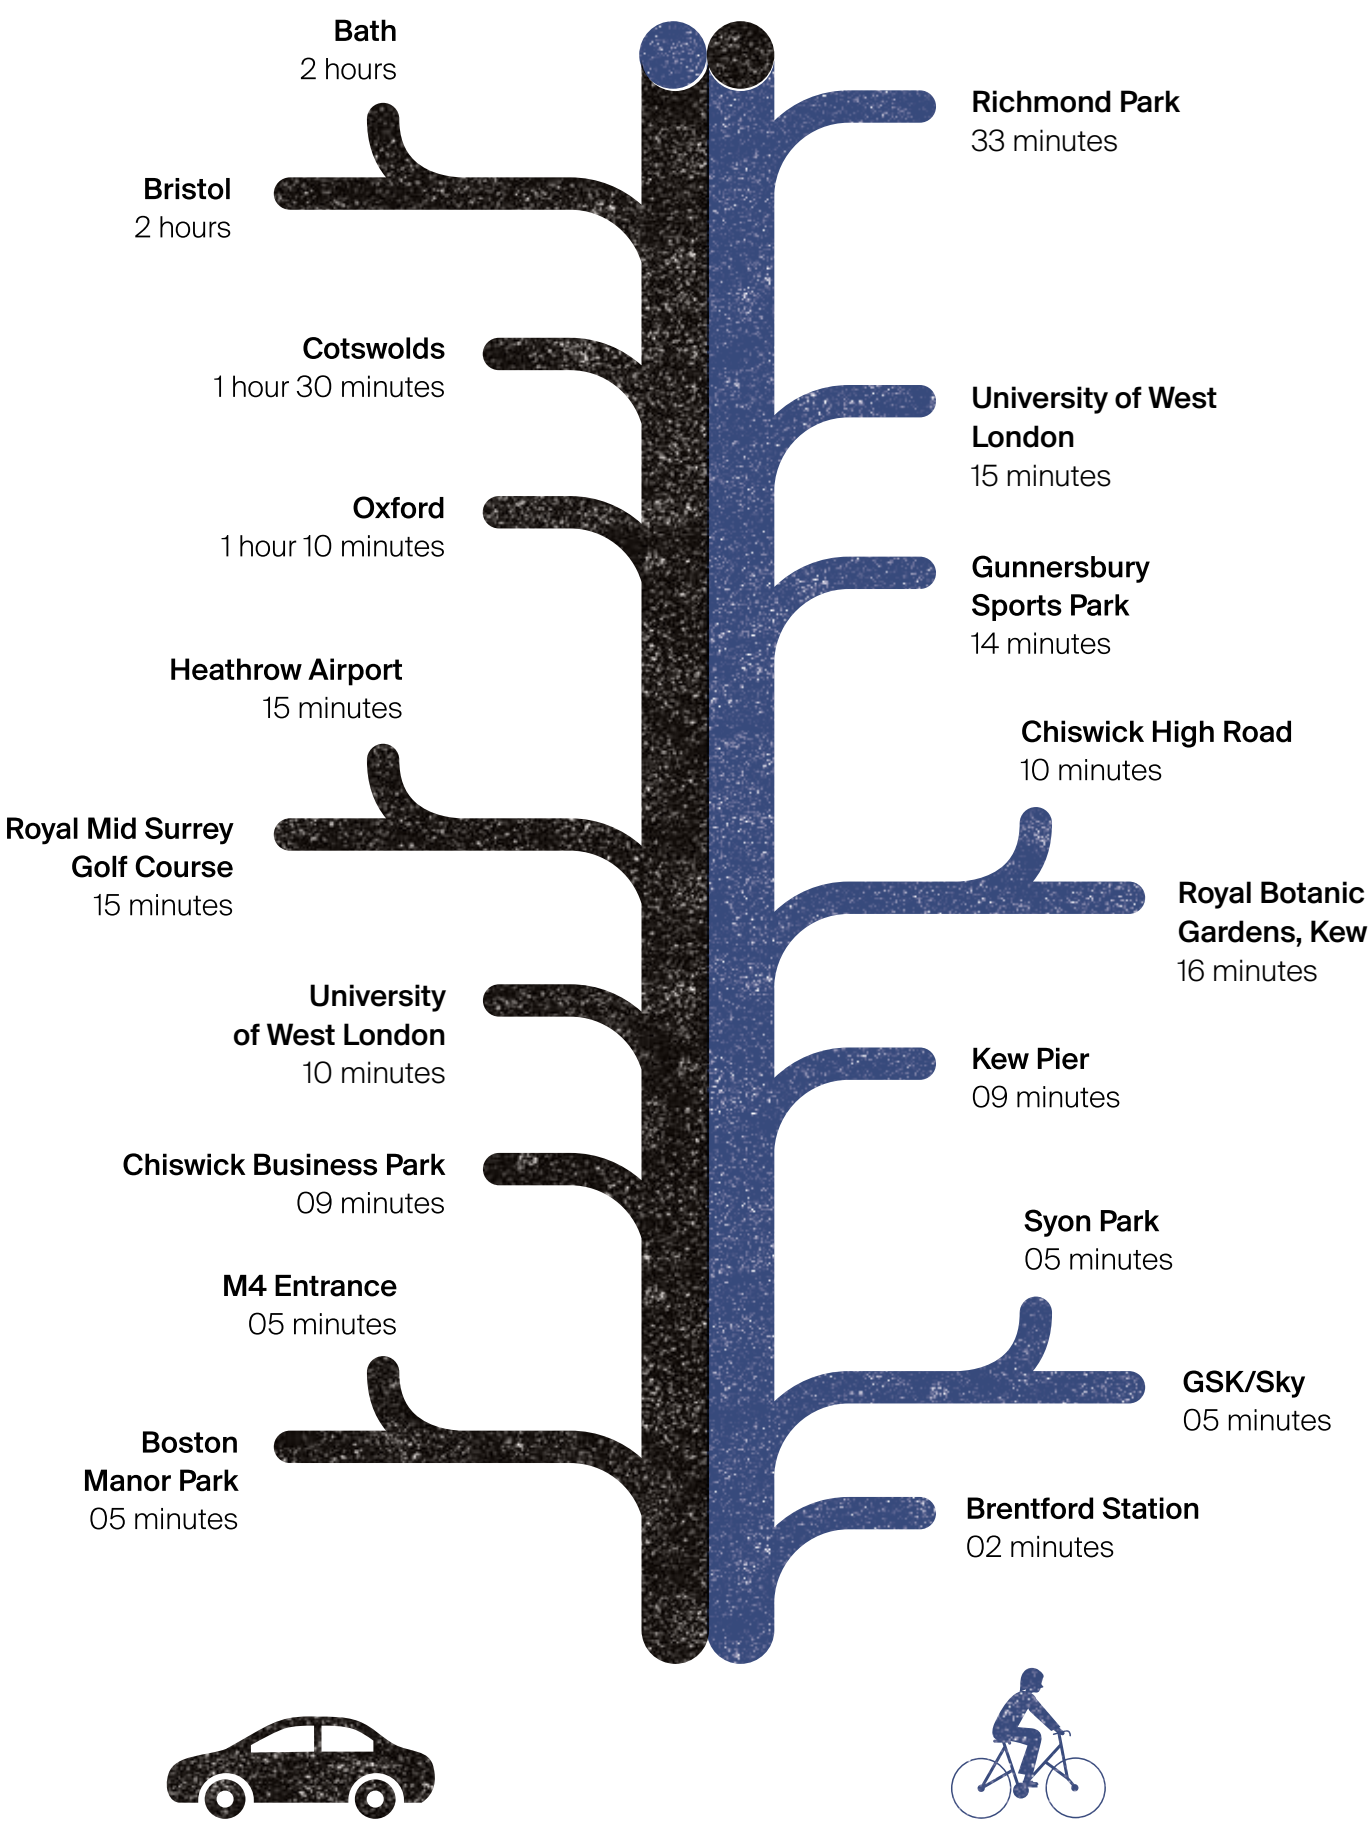 Bath
2 hours
Bristol
2 hours
Cotswolds
1 hour 30 minutes
Oxford
1 hour 10 minutes
Heathrow Airport
15 minutes
Royal Mid Surrey
Golf Course
15 minutes
University
of West London
10 minutes
Chiswick Business Park
09 minutes
M4 Entrance
05 minutes
Boston
Manor Park
05 minutes
Richmond Park
33 minutes
University of West
London
15 minutes
Gunnersbury
Sports Park
14 minutes
Chiswick High Road
10 minutes
Royal Botanic
Gardens, Kew
16 minutes
Kew Pier
09 minutes
Syon Park
05 minutes
GSK/Sky
05 minutes
Brentford Station
02 minutes